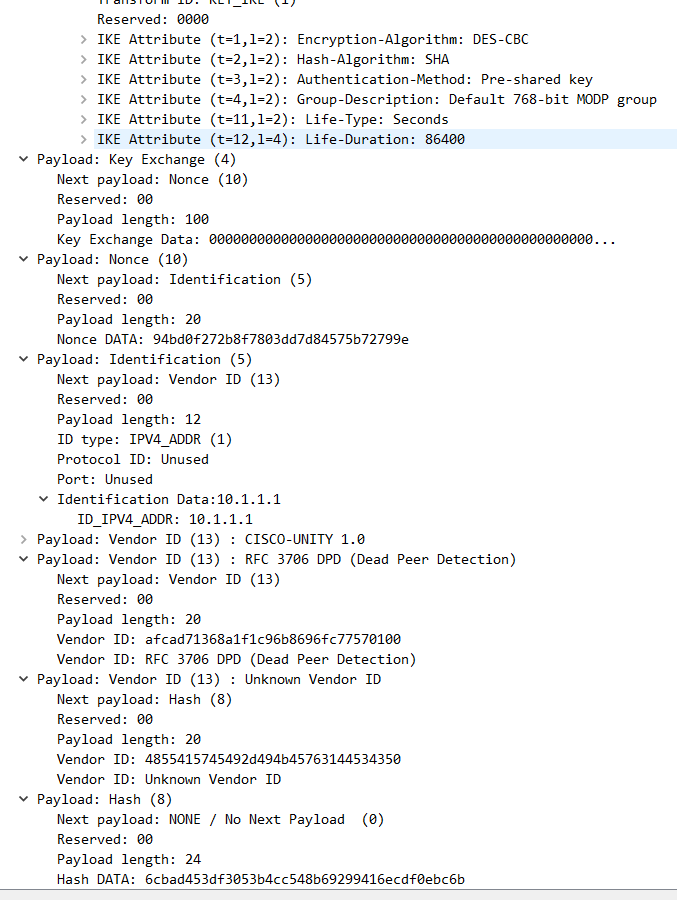 Transform ID: KEY_IKE (1)
Reserved: 0000
IKE Attribute (t=1,l=2): Encryption-Algorithm: DES-CBC
IKE Attribute (t=2,l=2): Hash-Algorithm: SHA
IKE Attribute (t=3,l=2): Authentication-Method: Pre-shared key
IKE Attribute (t=4,l=2): Group-Description: Default 768-bit MODP group
IKE Attribute (t=11,l=2): Life-Type: Seconds
IKE Attribute (t=12,l=4): Life-Duration: 86400
Payload: Key Exchange (4)
Next payload: Nonce (10)
Reserved: 00
Payload length: 100
Key Exchange Data: 000000000000000000000000000000000000000000000000...
Payload: Nonce (10)
Next payload: Identification (5)
Reserved: 00
Payload length: 20
Nonce DATA: 94bd0f272b8f7803dd7d84575b72799e
Payload: Identification (5)
Next payload: Vendor ID (13)
Reserved: 00
Payload length: 12
ID type: IPV4_ADDR (1)
Protocol ID: Unused
Port: Unused
Identification Data:10.1.1.1
ID_IPV4_ADDR: 10.1.1.1
Payload: Vendor ID (13) : CISCO-UNITY 1.0
Payload: Vendor ID (13) : RFC 3706 DPD (Dead Peer Detection)
Next payload: Vendor ID (13)
Reserved: 00
Payload length: 20
Vendor ID: afcad71368a1f1c96b8696fc77570100
Vendor ID: RFC 3706 DPD (Dead Peer Detection)
Payload: Vendor ID (13) : Unknown Vendor ID
Next payload: Hash (8)
Reserved: 00
Payload length: 20
Vendor ID: 4855415745492d494b45763144534350
Vendor ID: Unknown Vendor ID
Payload: Hash (8)
Next payload: NONE / No Next Payload  (0)
Reserved: 00
Payload length: 24
Hash DATA: 6cbad453df3053b4cc548b69299416ecdf0ebc6b